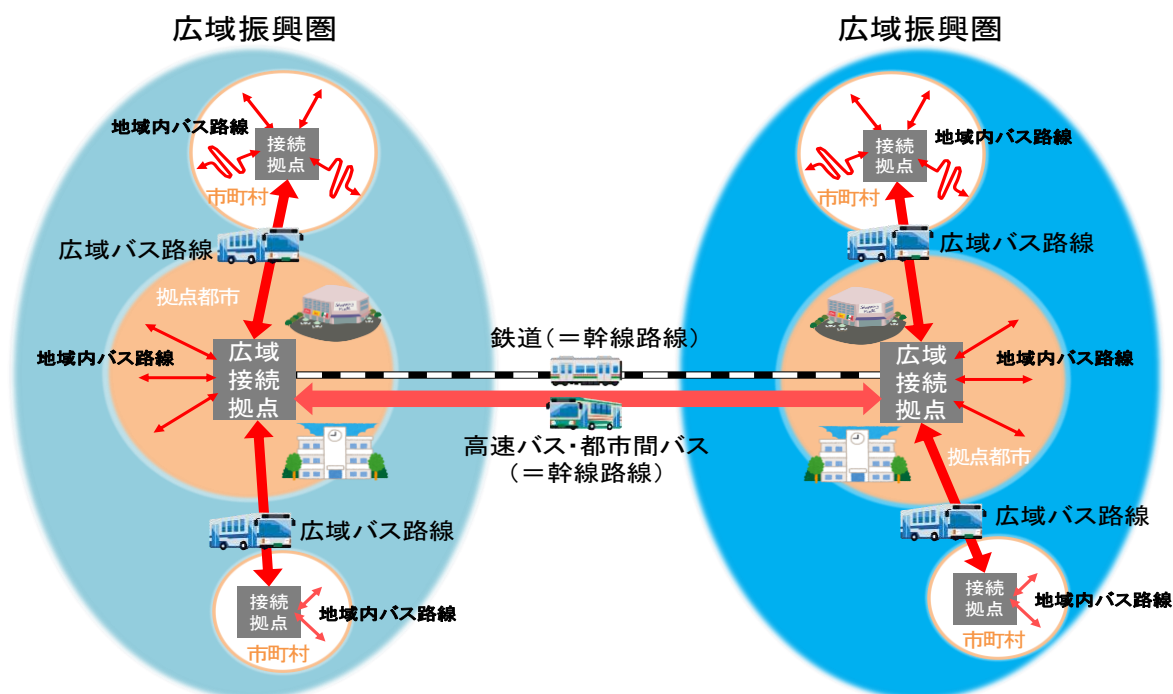 広域振興圏
広域振興圏
地域内バス路線
接続
拠点
市町村
広域バス路線
拠点都市
地域内バス路線
広域
接続
拠点
広域バス路線
接続
拠点
地域内バス路線
市町村
鉄道(=幹線路線)
高速バス・都市間バス
(=幹線路線)
接続
拠点
地域内バス路線
市町村
広域バス路線
広域
接続
拠点
地域内バス路線
拠点都市
広域バス路線
接続
拠点
地域内バス路線
市町村